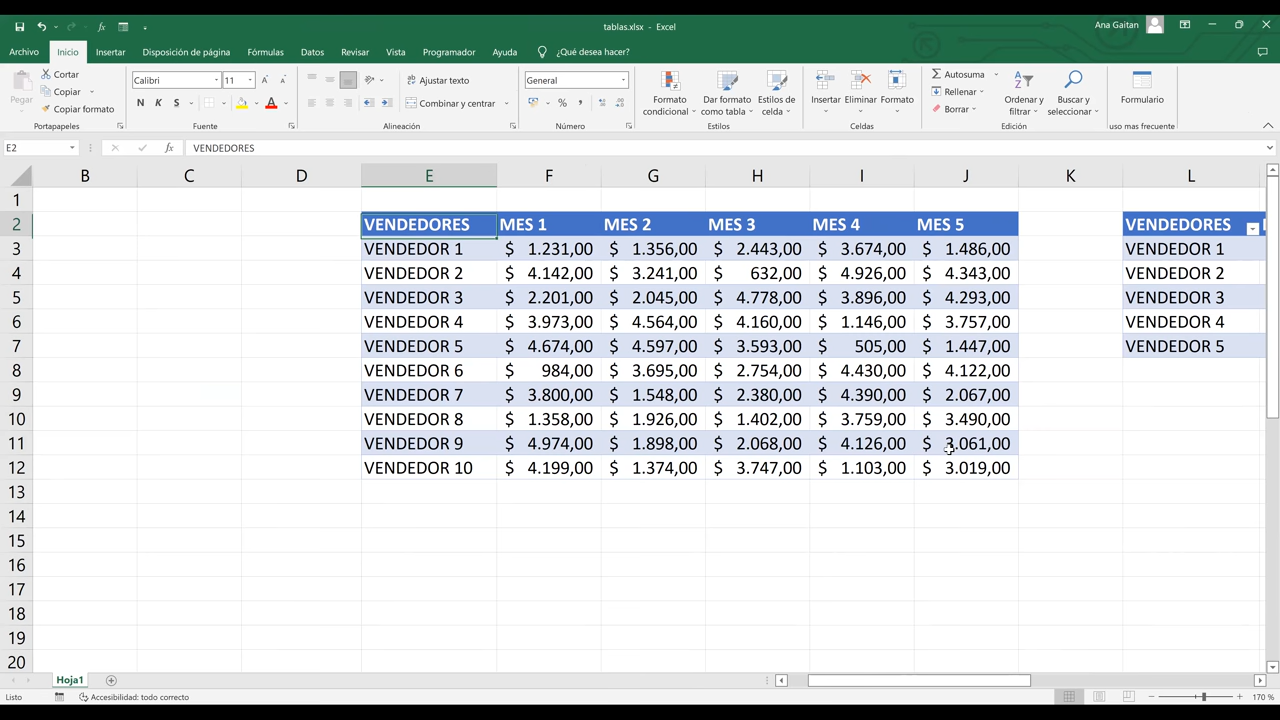 tablas.xlsx - Excel
Ana Gaitan
Archivo Inicio Insertar Disposición de página Fórmulas Datos Revisar Vista Programador Ayuda ¿Qué desea hacer?
Pegar
Cortar
Copiar
Copiar formato
Portapapeles
Calibri 11
N K S
Fuente
Ajustar texto
Combinar y centrar
Alineación
General
% 000
Número
Formato condicional
Dar formato como tabla
Estilos de celda
Estilos
Insertar Eliminar Formato
Celdas
Autosuma
Rellenar
Borrar
Ordenar y filtrar
Buscar y seleccionar
Edición
Formulario
uso mas frecuente
E2 fx VENDEDORES
B C D E F G H I J K L
1
2 VENDEDORES MES 1 MES 2 MES 3 MES 4 MES 5 VENDEDORES
3 VENDEDOR 1 $ 1.231,00 $ 1.356,00 $ 2.443,00 $ 3.674,00 $ 1.486,00 VENDEDOR 1
4 VENDEDOR 2 $ 4.142,00 $ 3.241,00 $ 632,00 $ 4.926,00 $ 4.343,00 VENDEDOR 2
5 VENDEDOR 3 $ 2.201,00 $ 2.045,00 $ 4.778,00 $ 3.896,00 $ 4.293,00 VENDEDOR 3
6 VENDEDOR 4 $ 3.973,00 $ 4.564,00 $ 4.160,00 $ 1.146,00 $ 3.757,00 VENDEDOR 4
7 VENDEDOR 5 $ 4.674,00 $ 4.597,00 $ 3.593,00 $ 505,00 $ 1.447,00 VENDEDOR 5
8 VENDEDOR 6 $ 984,00 $ 3.695,00 $ 2.754,00 $ 4.430,00 $ 4.122,00
9 VENDEDOR 7 $ 3.800,00 $ 1.548,00 $ 2.380,00 $ 4.390,00 $ 2.067,00
10 VENDEDOR 8 $ 1.358,00 $ 1.926,00 $ 1.402,00 $ 3.759,00 $ 3.490,00
11 VENDEDOR 9 $ 4.974,00 $ 1.898,00 $ 2.068,00 $ 4.126,00 $ 3.061,00
12 VENDEDOR 10 $ 4.199,00 $ 1.374,00 $ 3.747,00 $ 1.103,00 $ 3.019,00
13
14
15
16
17
18
19
20
Hoja1
Listo Accesibilidad: todo correcto 170 %